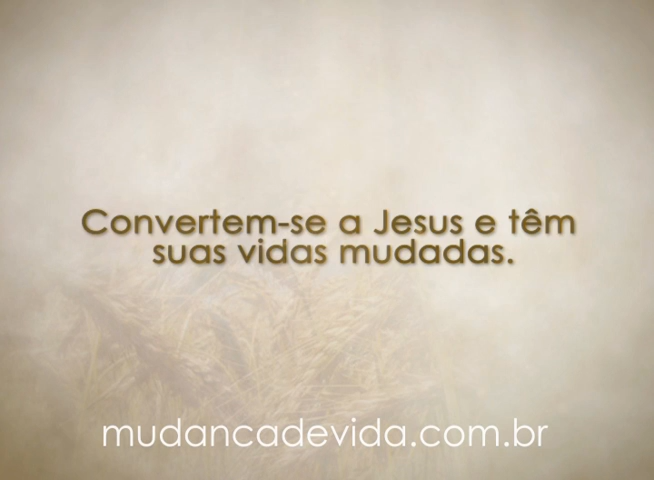 Convertem-se a Jesus e têm
suas vidas mudadas.
mudancadevida.com.br